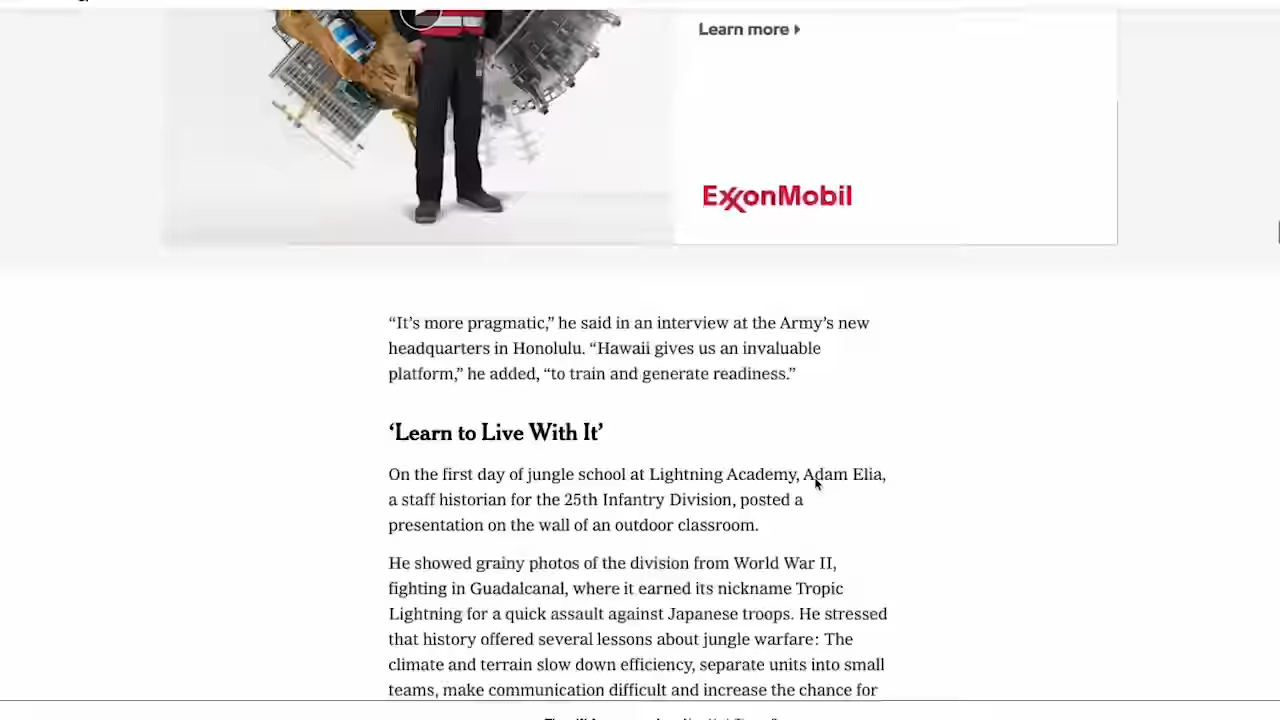 Learn more
ExxonMobil
“It’s more pragmatic,” he said in an interview at the Army’s new
headquarters in Honolulu. “Hawaii gives us an invaluable
platform,” he added, “to train and generate readiness.”
‘Learn to Live With It’
On the first day of jungle school at Lightning Academy, Adam Elia,
a staff historian for the 25th Infantry Division, posted a
presentation on the wall of an outdoor classroom.
He showed grainy photos of the division from World War II,
fighting in Guadalcanal, where it earned its nickname Tropic
Lightning for a quick assault against Japanese troops. He stressed
that history offered several lessons about jungle warfare: The
climate and terrain slow down efficiency, separate units into small
teams, make communication difficult and increase the chance for